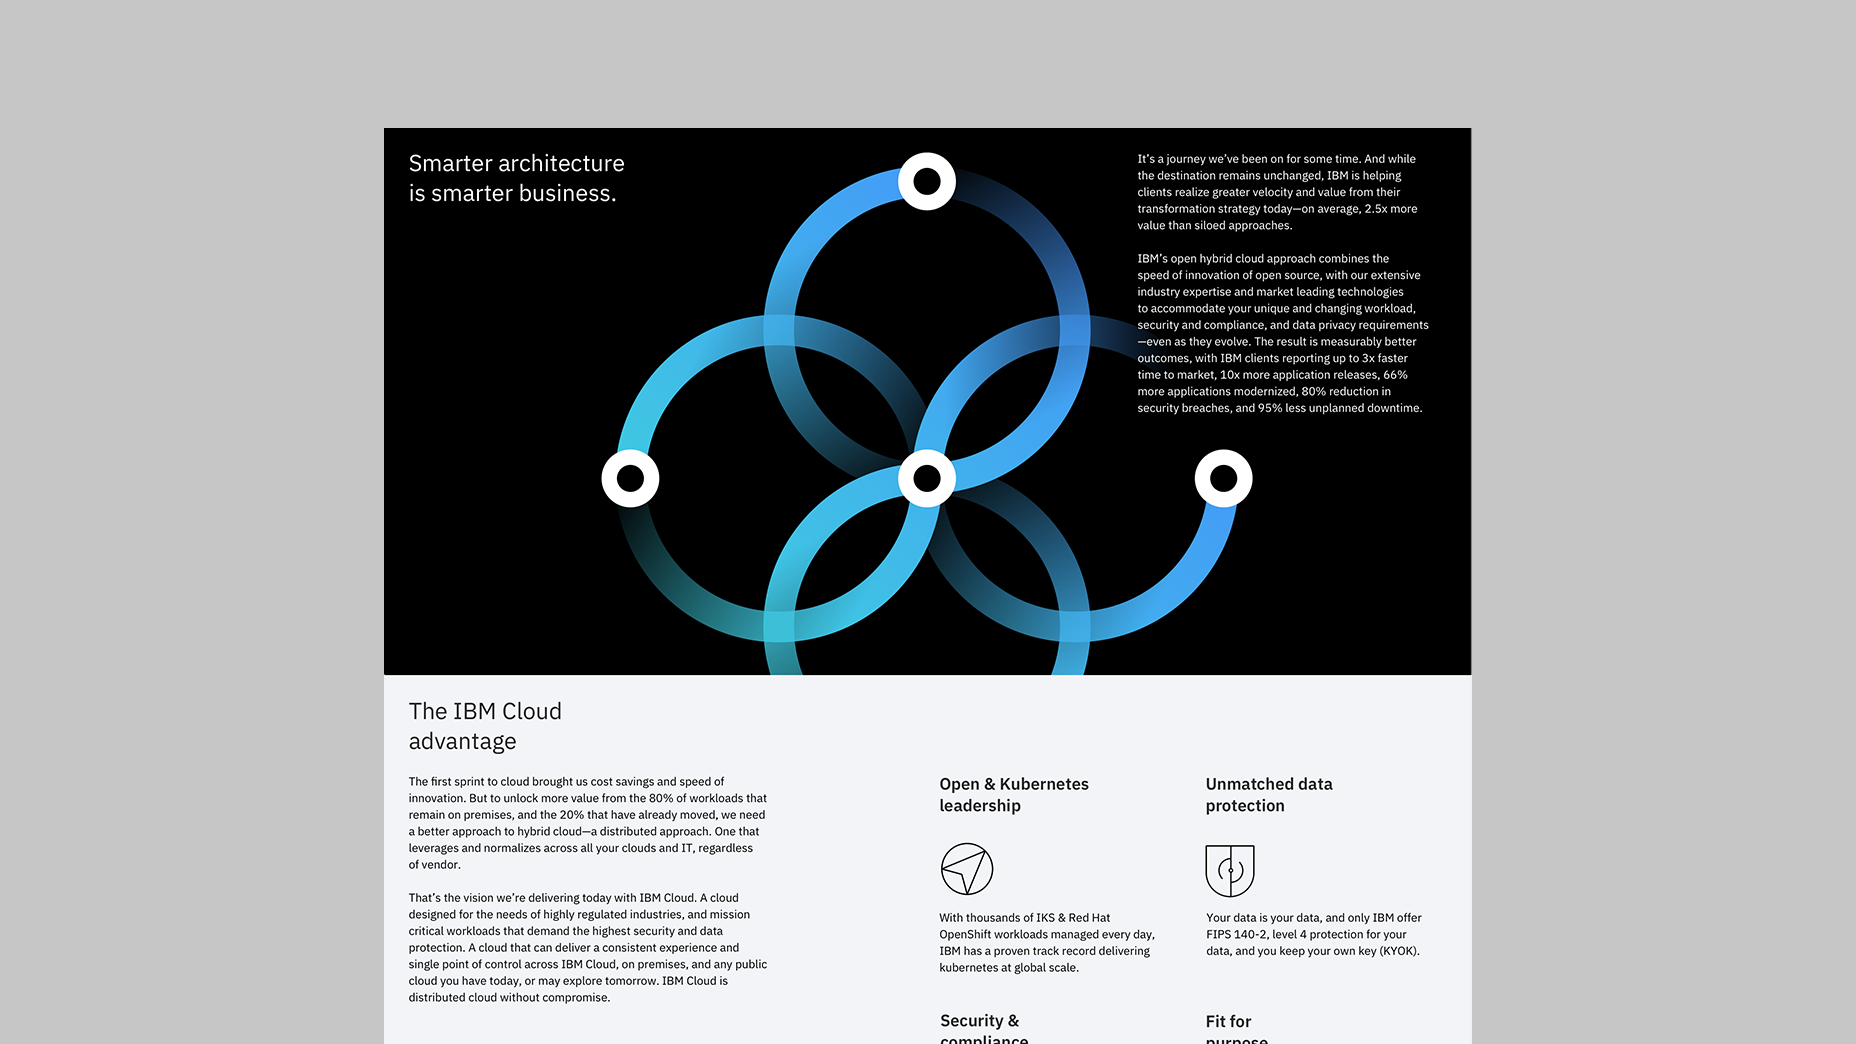 Smarter architecture
is smarter business.
It’s a journey we’ve been on for some time. And while
the destination remains unchanged, IBM is helping
clients realize greater velocity and value from their
transformation strategy today—on average, 2.5x more
value than siloed approaches.
IBM’s open hybrid cloud approach combines the
speed of innovation of open source, with our extensive
industry expertise and market leading technologies
to accommodate your unique and changing workload,
security and compliance, and data privacy requirements
—even as they evolve. The result is measurably better
outcomes, with IBM clients reporting up to 3x faster
time to market, 10x more application releases, 66%
more applications modernized, 80% reduction in
security breaches, and 95% less unplanned downtime.
The IBM Cloud
advantage
The first sprint to cloud brought us cost savings and speed of
innovation. But to unlock more value from the 80% of workloads that
remain on premises, and the 20% that have already moved, we need
a better approach to hybrid cloud—a distributed approach. One that
leverages and normalizes across all your clouds and IT, regardless
of vendor.
That’s the vision we’re delivering today with IBM Cloud. A cloud
designed for the needs of highly regulated industries, and mission
critical workloads that demand the highest security and data
protection. A cloud that can deliver a consistent experience and
single point of control across IBM Cloud, on premises, and any public
cloud you have today, or may explore tomorrow. IBM Cloud is
distributed cloud without compromise.
Open & Kubernetes
leadership
With thousands of IKS & Red Hat
OpenShift workloads managed every day,
IBM has a proven track record delivering
kubernetes at global scale.
Unmatched data
protection
Your data is your data, and only IBM offer
FIPS 140-2, level 4 protection for your
data, and you keep your own key (KYOK).
Security &
compliance
Fit for
purpose